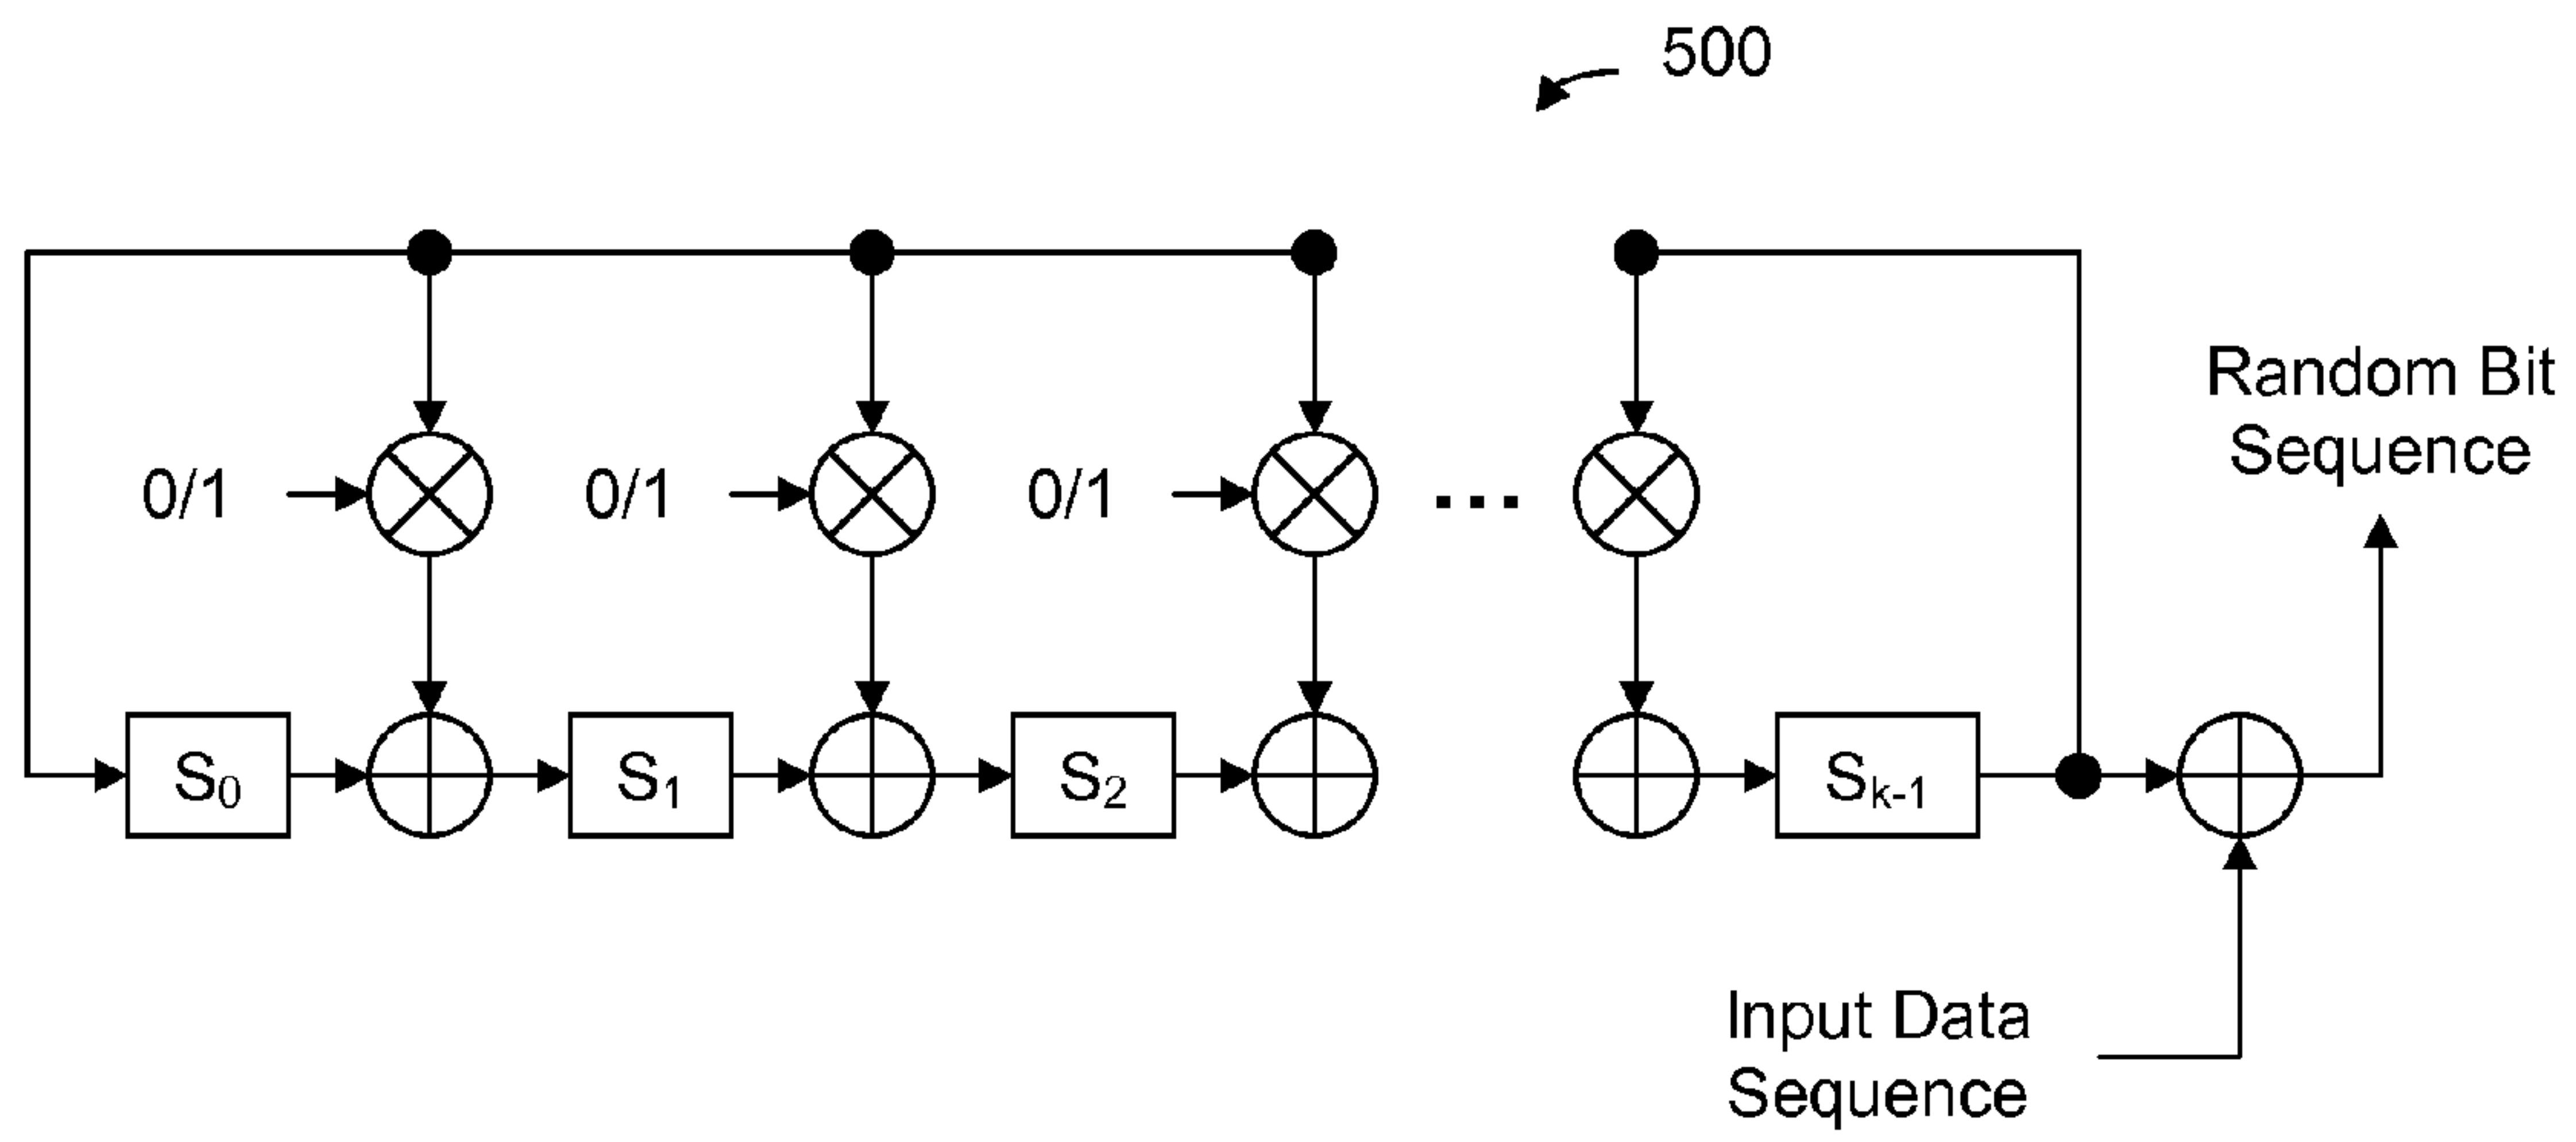 500
Random Bit
Sequence
0/1 0/1 0/1 ...
S0 S1 S2 Sk-1
Input Data
Sequence